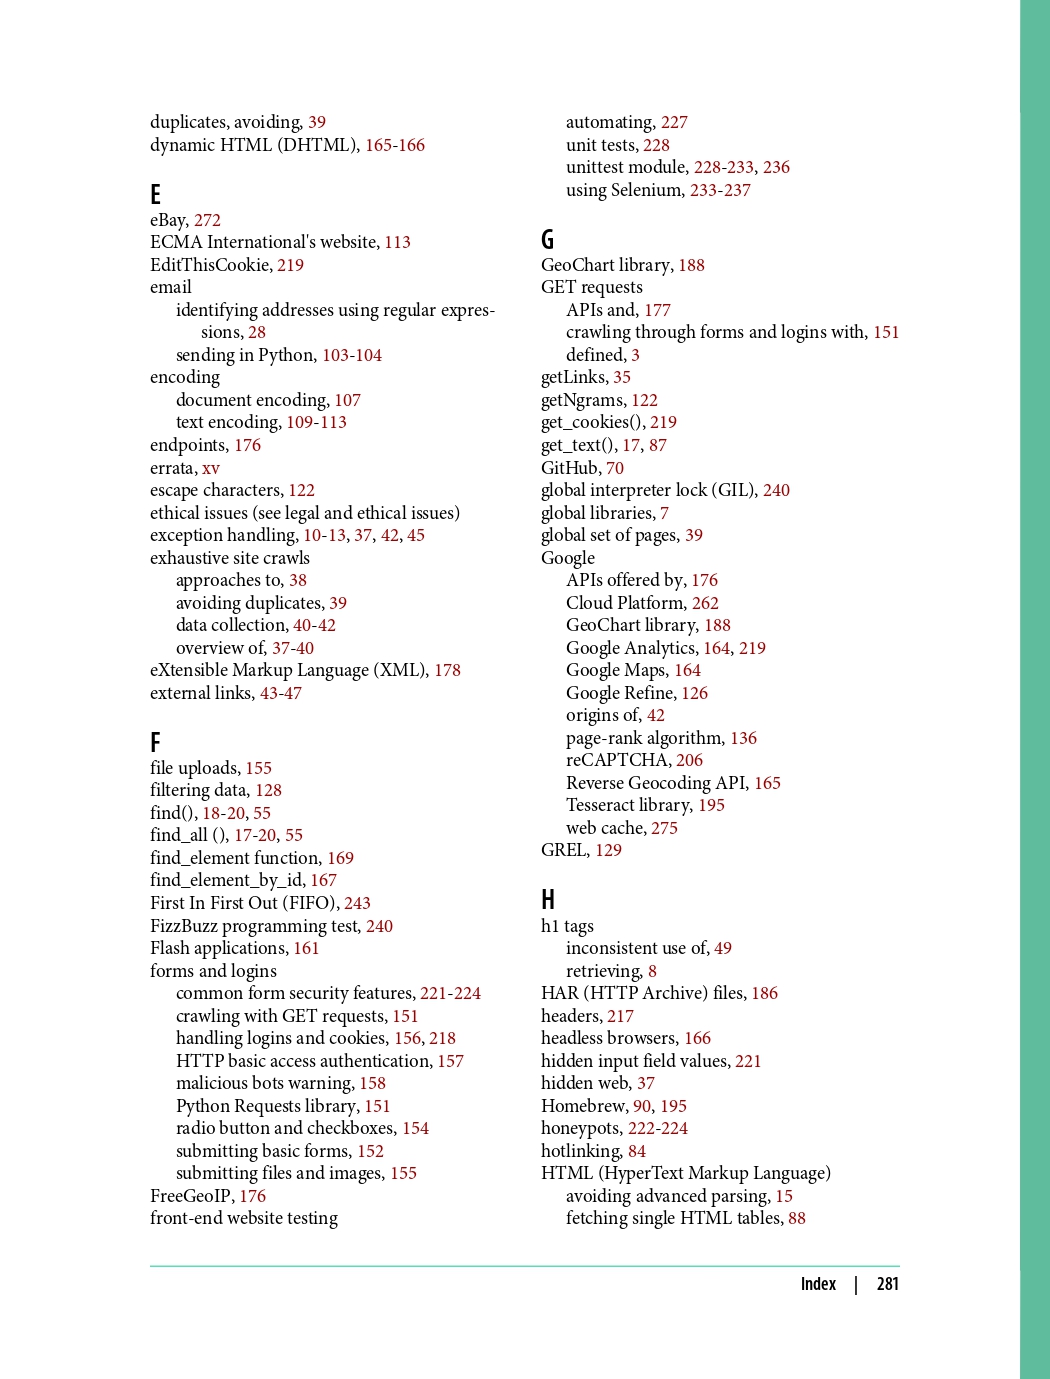 duplicates, avoiding, 39
dynamic HTML (DHTML), 165-166
E
eBay, 272
ECMA International's website, 113
EditThisCookie, 219
email
identifying addresses using regular expres-
sions, 28
sending in Python, 103-104
encoding
document encoding, 107
text encoding, 109-113
endpoints, 176
errata, xv
escape characters, 122
ethical issues (see legal and ethical issues)
exception handling, 10-13, 37, 42, 45
exhaustive site crawls
approaches to, 38
avoiding duplicates, 39
data collection, 40-42
overview of, 37-40
eXtensible Markup Language (XML), 178
external links, 43-47
F
file uploads, 155
filtering data, 128
find(), 18-20, 55
find_all (), 17-20, 55
find_element function, 169
find_element_by_id, 167
First In First Out (FIFO), 243
FizzBuzz programming test, 240
Flash applications, 161
forms and logins
common form security features, 221-224
crawling with GET requests, 151
handling logins and cookies, 156, 218
HTTP basic access authentication, 157
malicious bots warning, 158
Python Requests library, 151
radio button and checkboxes, 154
submitting basic forms, 152
submitting files and images, 155
FreeGeoIP, 176
front-end website testing
automating, 227
unit tests, 228
unittest module, 228-233, 236
using Selenium, 233-237
G
GeoChart library, 188
GET requests
APIs and, 177
crawling through forms and logins with, 151
defined, 3
getLinks, 35
getNgrams, 122
get_cookies(), 219
get_text(), 17, 87
GitHub, 70
global interpreter lock (GIL), 240
global libraries, 7
global set of pages, 39
Google
APIs offered by, 176
Cloud Platform, 262
GeoChart library, 188
Google Analytics, 164, 219
Google Maps, 164
Google Refine, 126
origins of, 42
page-rank algorithm, 136
reCAPTCHA, 206
Reverse Geocoding API, 165
Tesseract library, 195
web cache, 275
GREL, 129
H
h1 tags
inconsistent use of, 49
retrieving, 8
HAR (HTTP Archive) files, 186
headers, 217
headless browsers, 166
hidden input field values, 221
hidden web, 37
Homebrew, 90, 195
honeypots, 222-224
hotlinking, 84
HTML (HyperText Markup Language)
avoiding advanced parsing, 15
fetching single HTML tables, 88
Index | 281